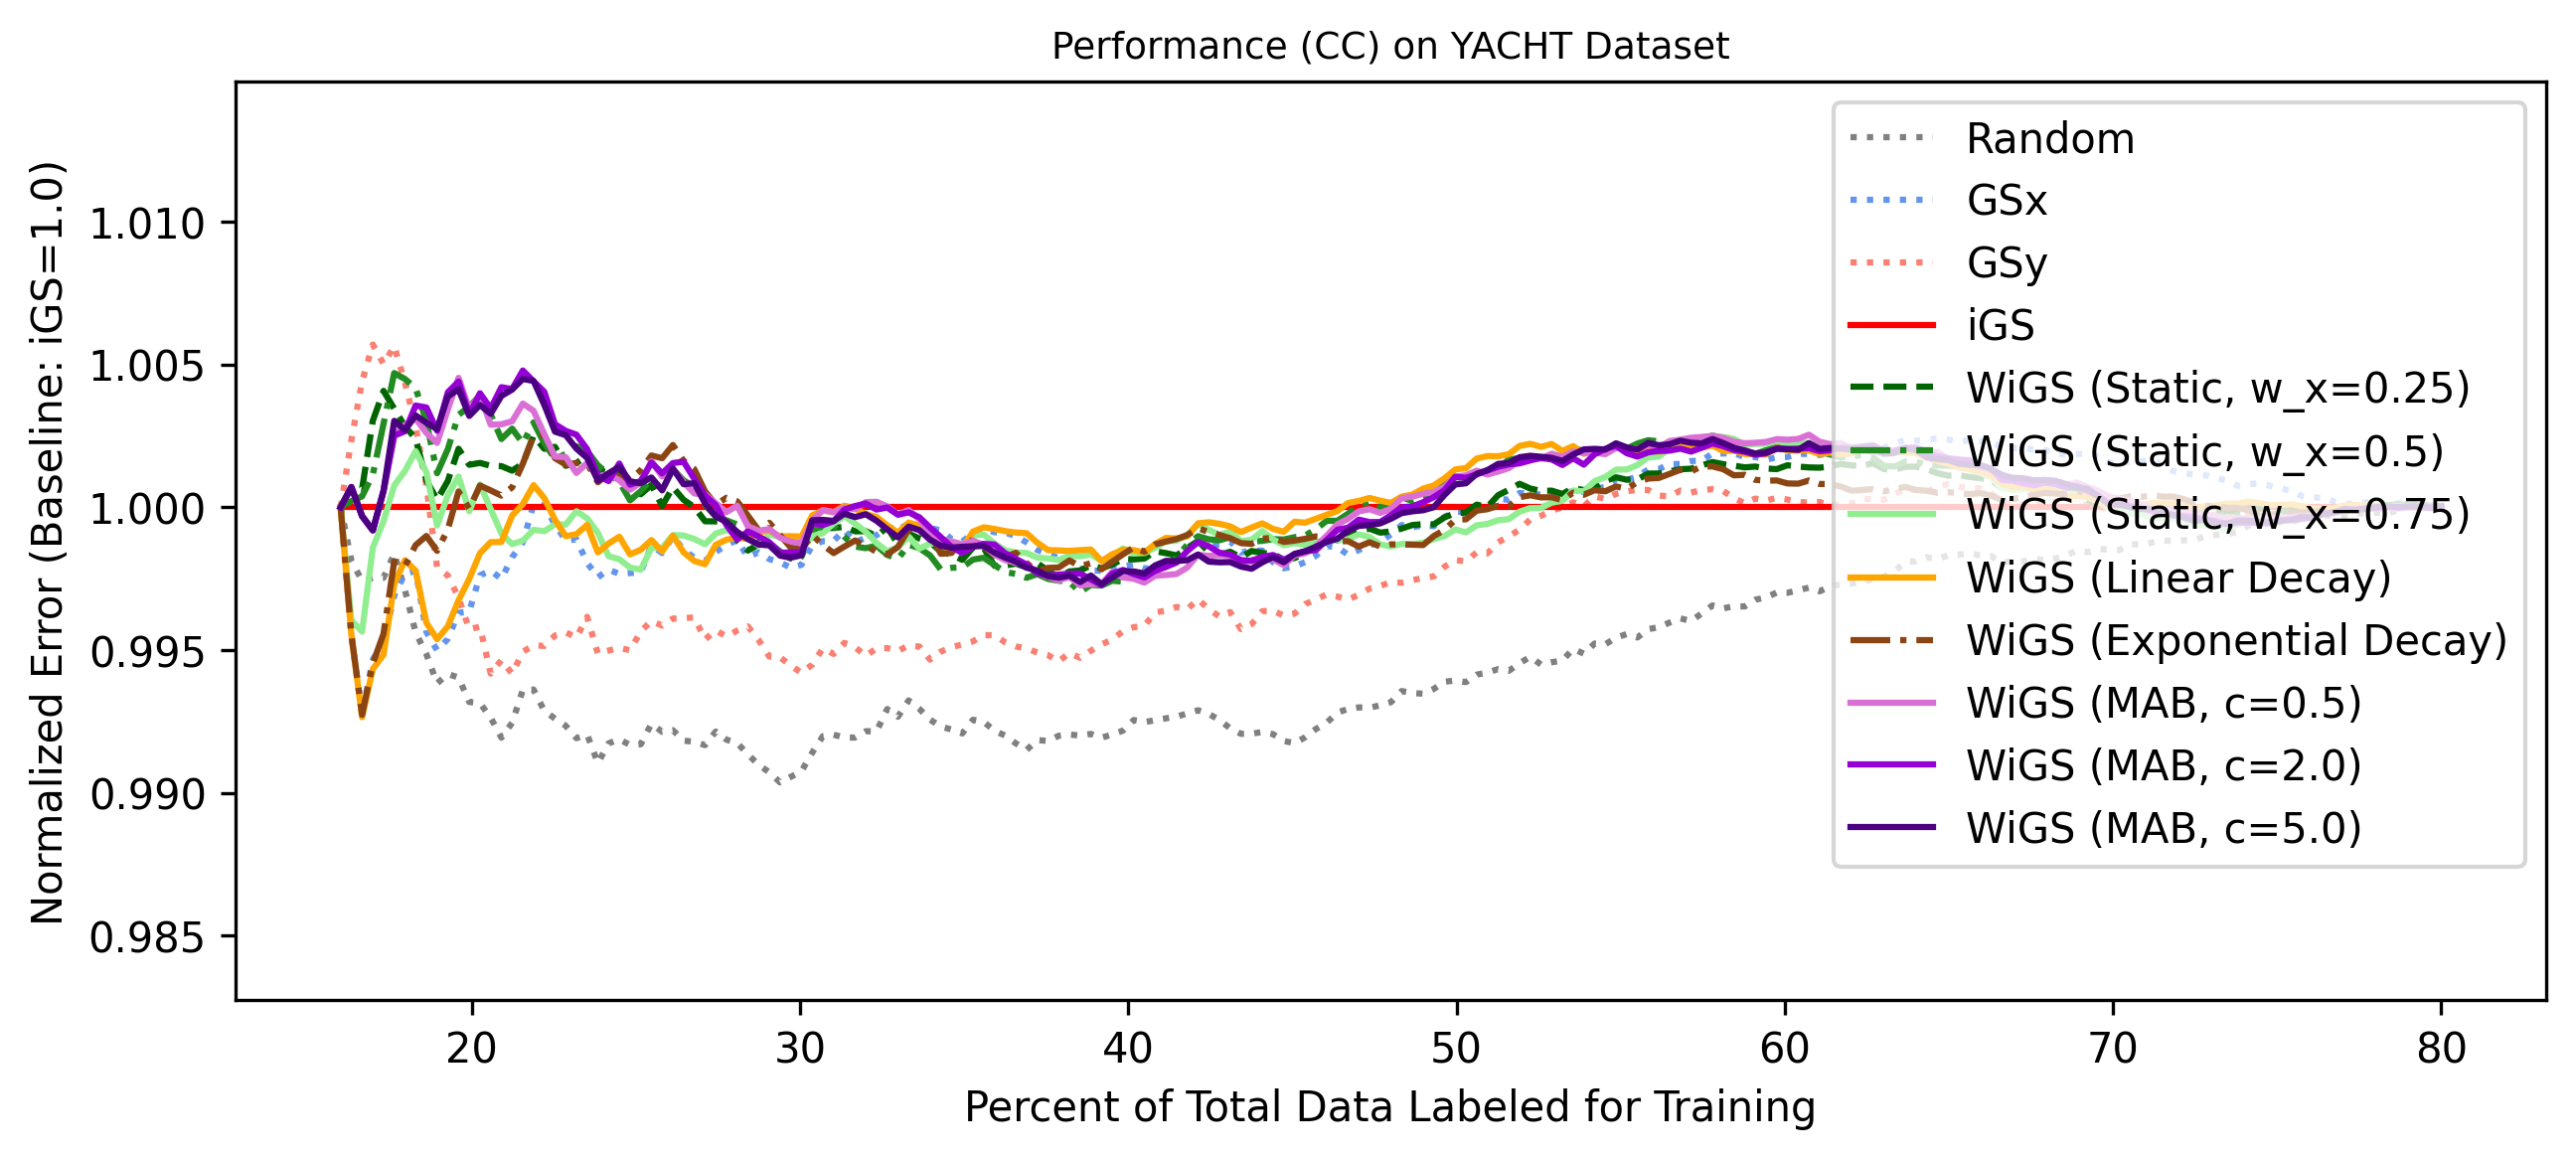 Performance (CC) on YACHT Dataset
Normalized Error (Baseline: iGS=1.0)
1.010
1.005
1.000
0.995
0.990
0.985
20
30
40
50
60
70
80
Percent of Total Data Labeled for Training
Random
GSx
GSy
iGS
WiGS (Static, w_x=0.25)
WiGS (Static, w_x=0.5)
WiGS (Static, w_x=0.75)
WiGS (Linear Decay)
WiGS (Exponential Decay)
WiGS (MAB, c=0.5)
WiGS (MAB, c=2.0)
WiGS (MAB, c=5.0)